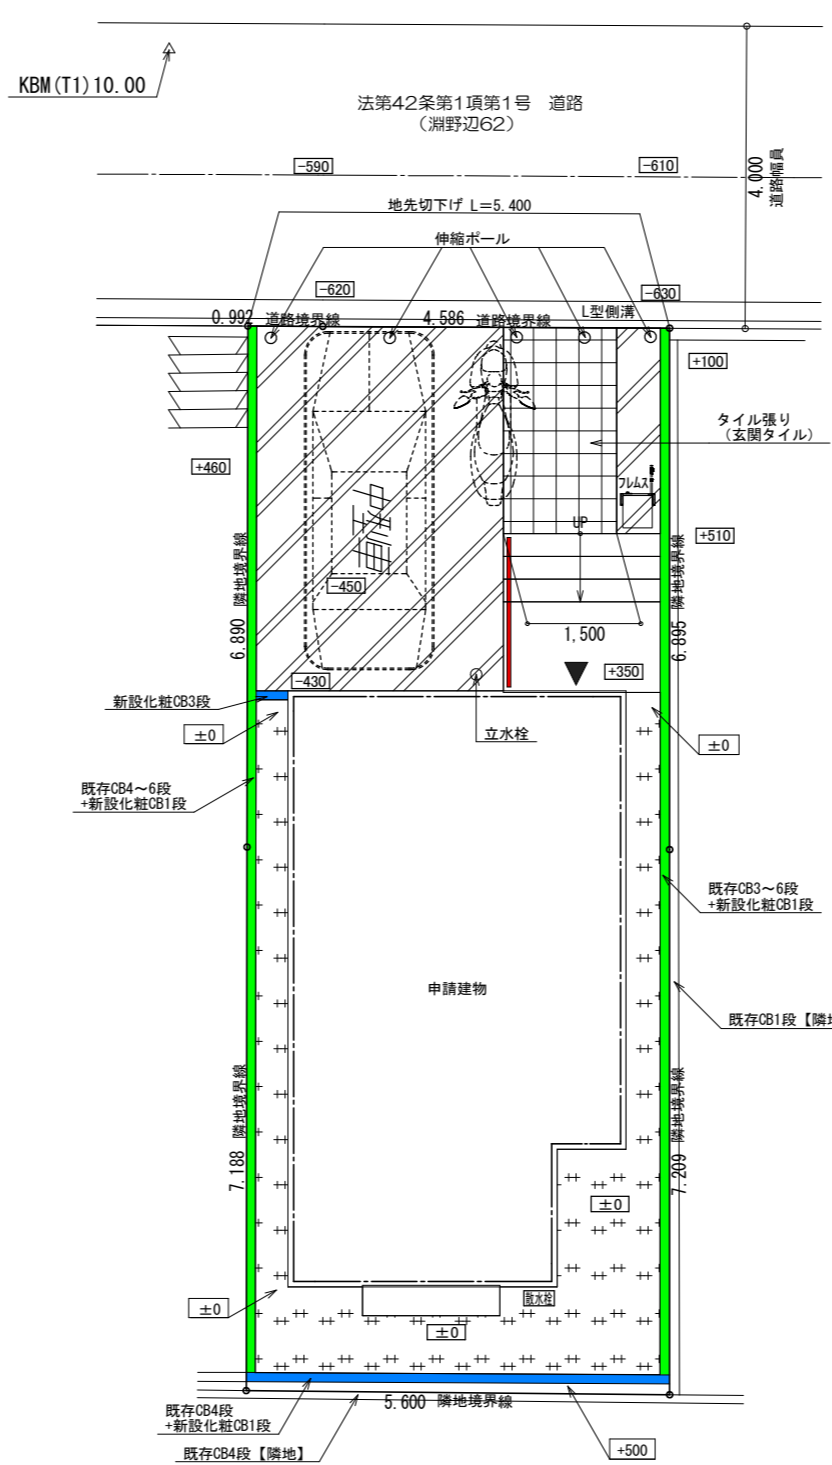 KBM(T1)10.00
法第42条第1項第1号　道路
（淵野辺62）
-590
-610
4.000
道路幅員
地先切下げ L=5.400
伸縮ポール
-620
-630
L型側溝
0.992 道路境界線
4.586 道路境界線
+100
タイル張り
（玄関タイル）
+460
UP
+510
6.890 隣地境界線
6.895 隣地境界線
-450
1,500
+350
-430
新設化粧CB3段
立水栓
±0
±0
既存CB4～6段
+新設化粧CB1段
既存CB3～6段
+新設化粧CB1段
申請建物
既存CB1段【隣
7.188 隣地境界線
7.209 隣地境界線
±0
±0
散水栓
±0
5.600 隣地境界線
既存CB4段
+新設化粧CB1段
既存CB4段【隣地】
+500